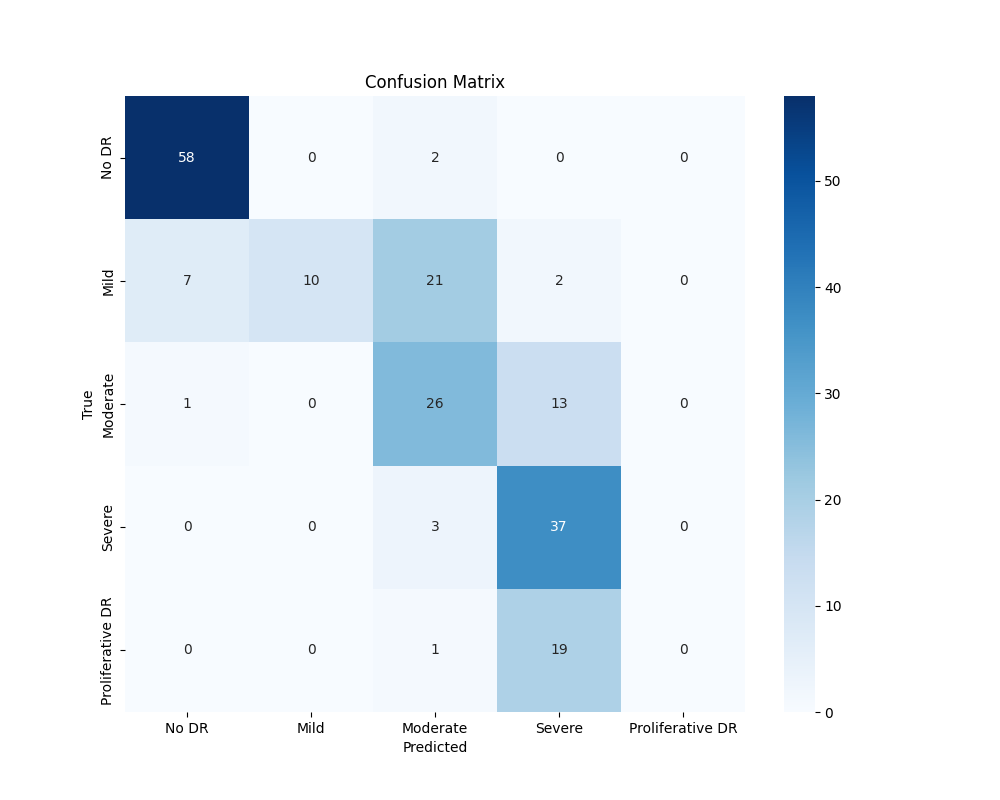 Confusion Matrix
No DR
58 0 2 0 0
Mild
7 10 21 2 0
True
Moderate
1 0 26 13 0
Severe
0 0 3 37 0
Proliferative DR
0 0 1 19 0
No DR Mild Moderate Severe Proliferative DR
Predicted
50
40
30
20
10
0